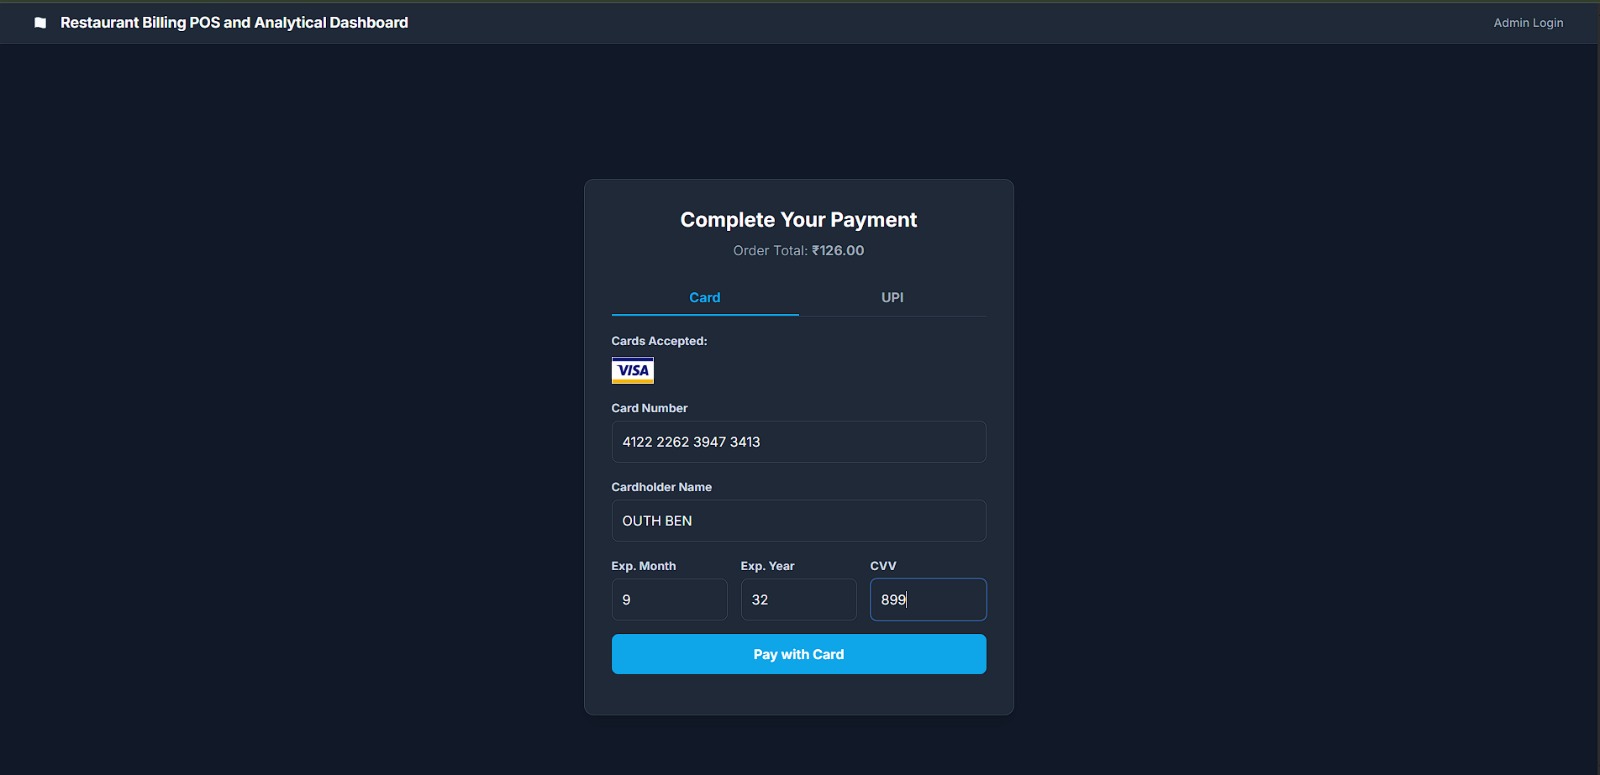 Restaurant Billing POS and Analytical Dashboard
Admin Login
Complete Your Payment
Order Total: ₹126.00
Card UPI
Cards Accepted:
VISA
Card Number
4122 2262 3947 3413
Cardholder Name
OUTH BEN
Exp. Month Exp. Year CVV
9 32 899
Pay with Card